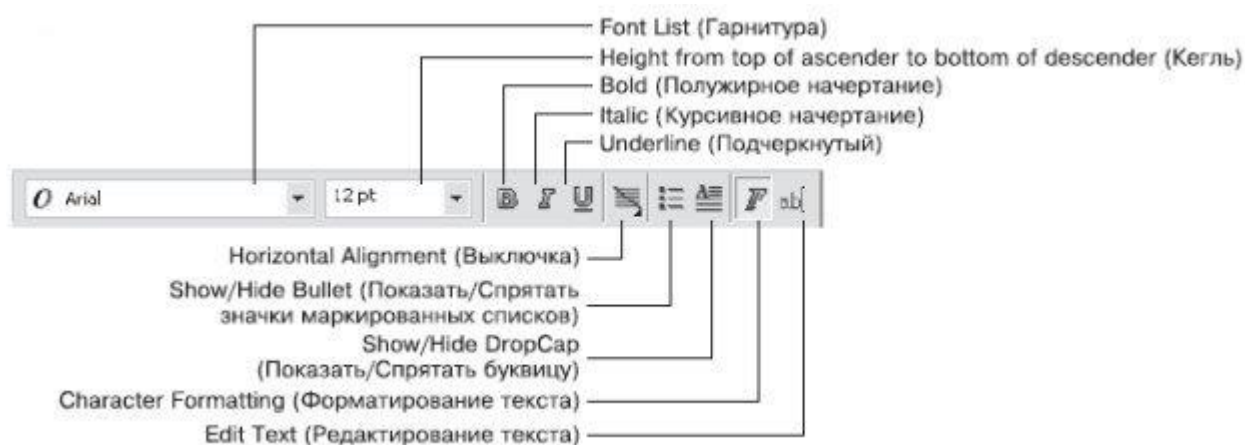 Font List (Гарнитура)
Height from top of ascender to bottom of descender (Кегль)
Bold (Полужирное начертание)
Italic (Курсивное начертание)
Underline (Подчеркнутый)
O Arial 12 pt B I U A F ab
Horizontal Alignment (Выключка)
Show/Hide Bullet (Показать/Спрятать
значки маркированных списков)
Show/Hide DropCap
(Показать/Спрятать буквицу)
Character Formatting (Форматирование текста)
Edit Text (Редактирование текста)